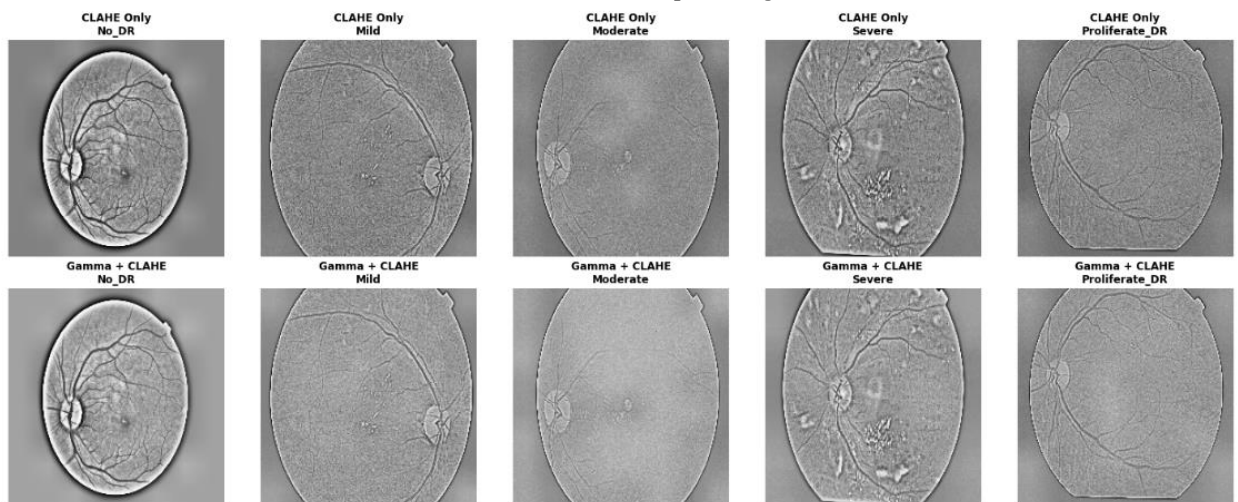 CLAHE Only
No_DR
CLAHE Only
Mild
CLAHE Only
Moderate
CLAHE Only
Severe
CLAHE Only
Proliferate_DR
Gamma + CLAHE
No_DR
Gamma + CLAHE
Mild
Gamma + CLAHE
Moderate
Gamma + CLAHE
Severe
Gamma + CLAHE
Proliferate_DR